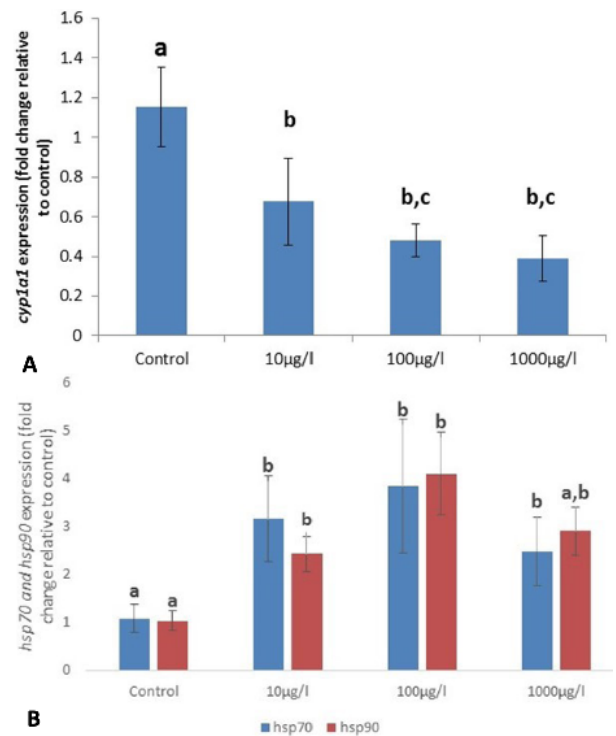 cyp1a1 expression (fold change relative
to control)
1.6
1.4
1.2
1
0.8
0.6
0.4
0.2
0
a
b
b,c
b,c
Control
10µg/l
100µg/l
1000µg/l
A
hsp70 and hsp90 expression (fold
change relative to control)
6
5
4
3
2
1
0
a
a
b
b
b
b
b
a,b
Control
10µg/l
100µg/l
1000µg/l
B
hsp70
hsp90